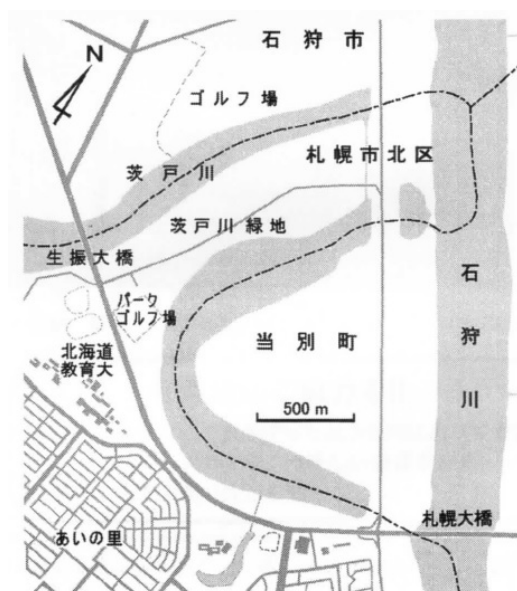 石狩市
N
ゴルフ場
札幌市北区
茨戸川
茨戸川緑地
生振大橋
パーク
ゴルフ場
石狩川
当別町
北海道
教育大
500 m
札幌大橋
あいの里